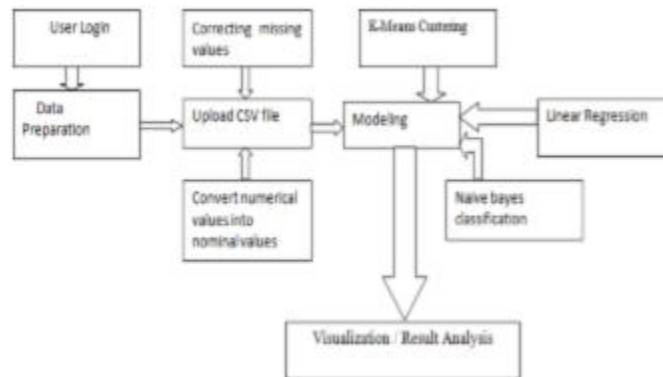 User Login
Correcting missing
values
K-Means Custering
Data
Preparation
Upload CSV file
Modeling
Linear Regression
Convert numerical
values into
nominal values
Naive bayes
classification
Visualization / Result Analysis